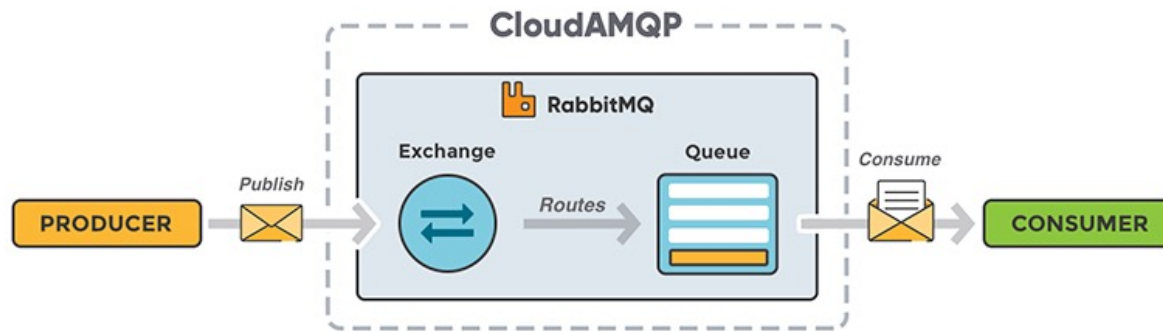 CloudAMQP
RabbitMQ
Exchange
Queue
Publish
Routes
Consume
PRODUCER
CONSUMER